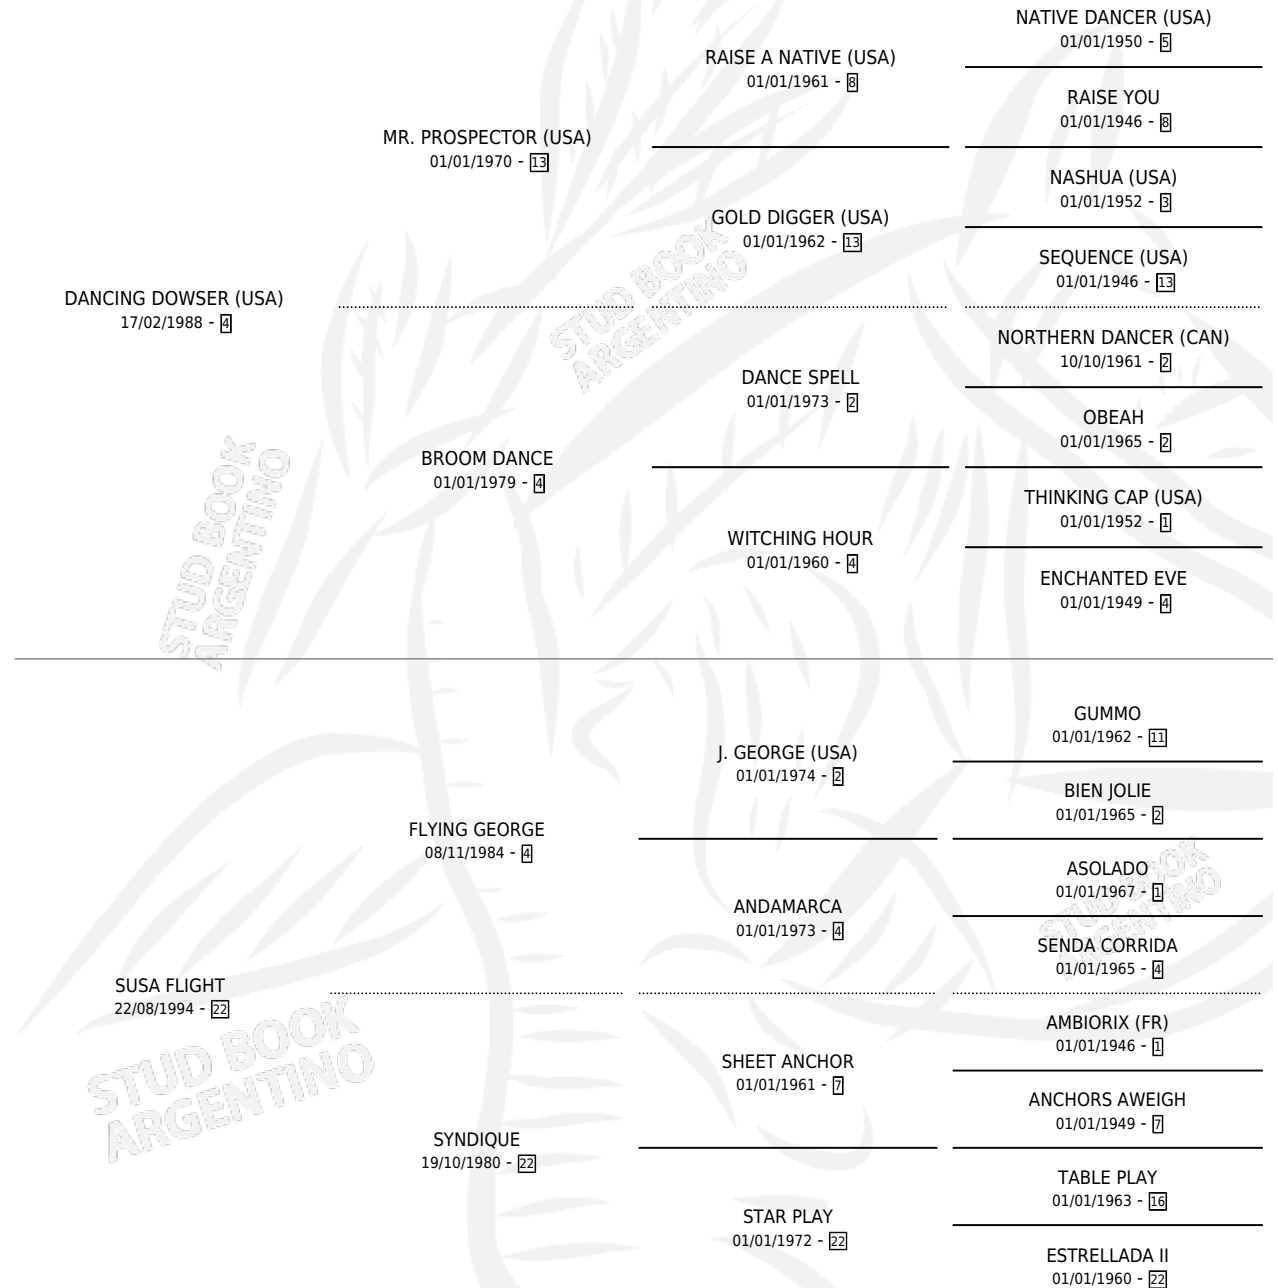 NATIVE DANCER (USA)
01/01/1950 - 5
RAISE A NATIVE (USA)
01/01/1961 - 8
RAISE YOU
01/01/1946 - 8
MR. PROSPECTOR (USA)
01/01/1970 - 13
NASHUA (USA)
01/01/1952 - 3
GOLD DIGGER (USA)
01/01/1962 - 13
SEQUENCE (USA)
01/01/1946 - 13
DANCING DOWSER (USA)
17/02/1988 - 4
NORTHERN DANCER (CAN)
10/10/1961 - 2
DANCE SPELL
01/01/1973 - 2
OBEAH
01/01/1965 - 2
BROOM DANCE
01/01/1979 - 4
THINKING CAP (USA)
01/01/1952 - 1
WITCHING HOUR
01/01/1960 - 4
ENCHANTED EVE
01/01/1949 - 4
GUMMO
01/01/1962 - 11
J. GEORGE (USA)
01/01/1974 - 2
BIEN JOLIE
01/01/1965 - 2
FLYING GEORGE
08/11/1984 - 4
ASOLADO
01/01/1967 - 1
ANDAMARCA
01/01/1973 - 4
SENDA CORRIDA
01/01/1965 - 4
SUSA FLIGHT
22/08/1994 - 22
AMBIORIX (FR)
01/01/1946 - 1
SHEET ANCHOR
01/01/1961 - 7
ANCHORS AWEIGH
01/01/1949 - 7
SYNDIQUE
19/10/1980 - 22
TABLE PLAY
01/01/1963 - 16
STAR PLAY
01/01/1972 - 22
ESTRELLADA II
01/01/1960 - 22
STUD BOOK
ARGENTINO
STUD BOOK
ARGENTINO
STUD BOOK
ARGENTINO
STUD BOOK
ARGENTINO